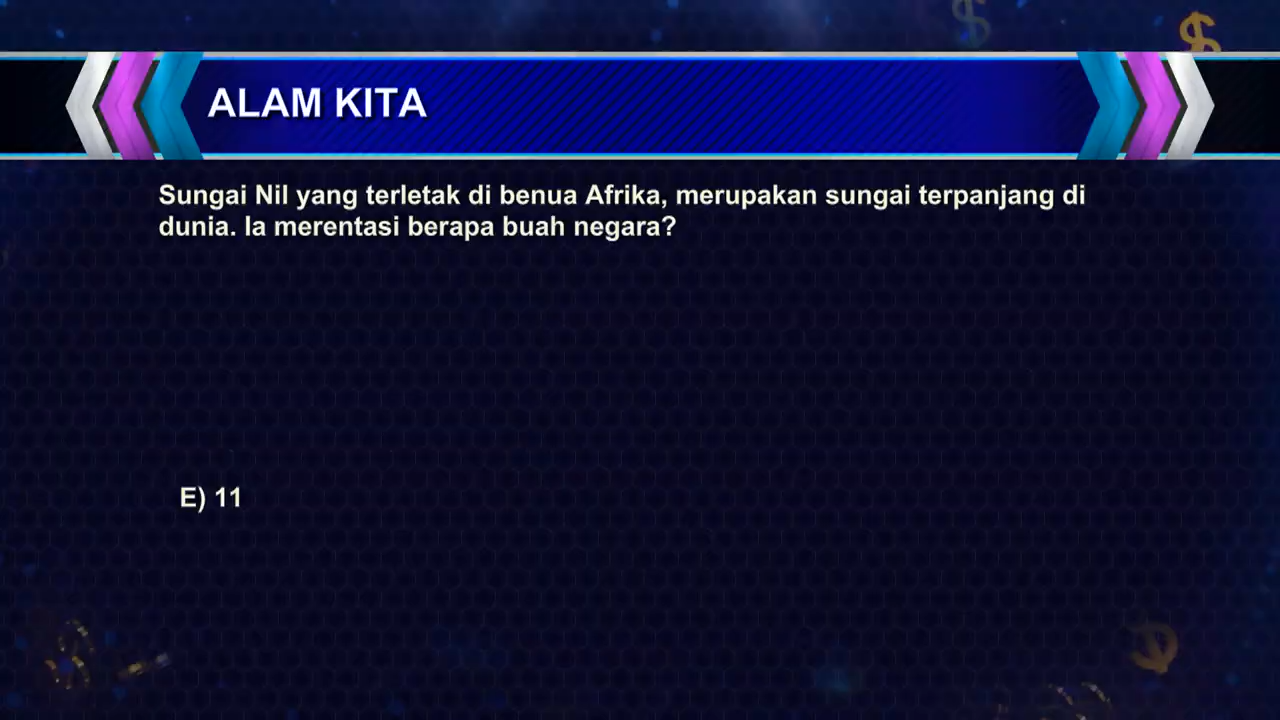 ALAM KITA
Sungai Nil yang terletak di benua Afrika, merupakan sungai terpanjang di
dunia. Ia merentasi berapa buah negara?
E) 11